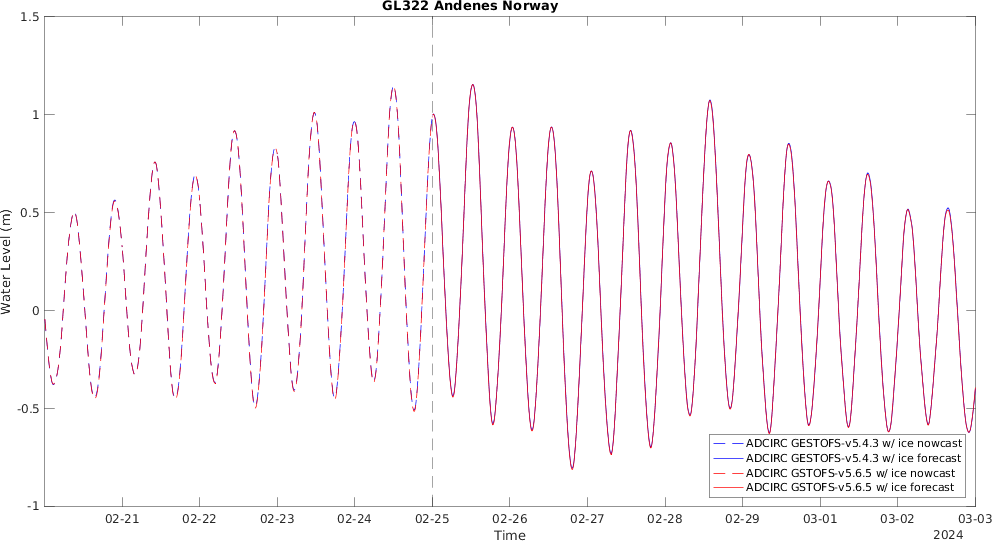 GL322 Andenes Norway
1.5
1
0.5
0
-0.5
-1
Water Level (m)
02-21 02-22 02-23 02-24 02-25 02-26 02-27 02-28 02-29 03-01 03-02 03-03
Time
2024
ADCIRC GESTOFS-v5.4.3 w/ ice nowcast
ADCIRC GESTOFS-v5.4.3 w/ ice forecast
ADCIRC GSTOFS-v5.6.5 w/ ice nowcast
ADCIRC GSTOFS-v5.6.5 w/ ice forecast